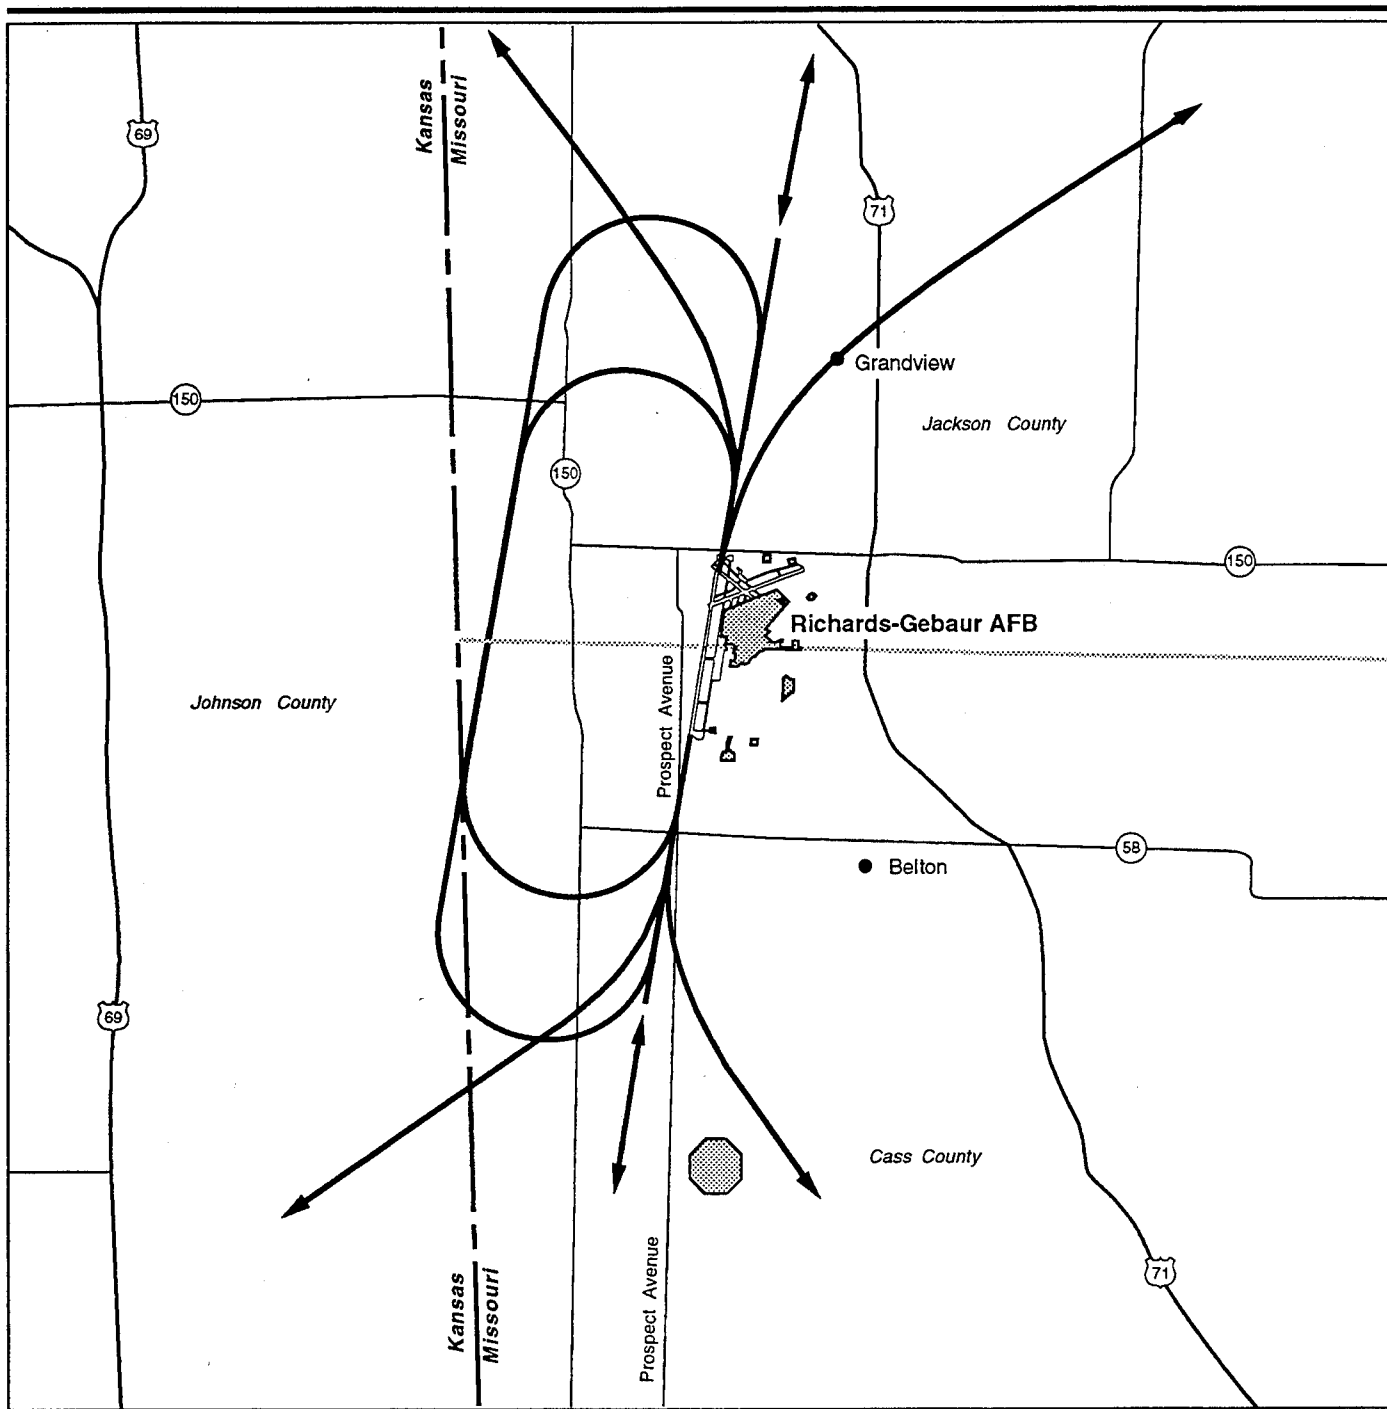 Kansas
Missouri
69
71
Grandview
150
Jackson County
150
150
Richards-Gebaur AFB
Johnson County
Prospect Avenue
58
Belton
69
Cass County
Prospect Avenue
71
Kansas
Missouri